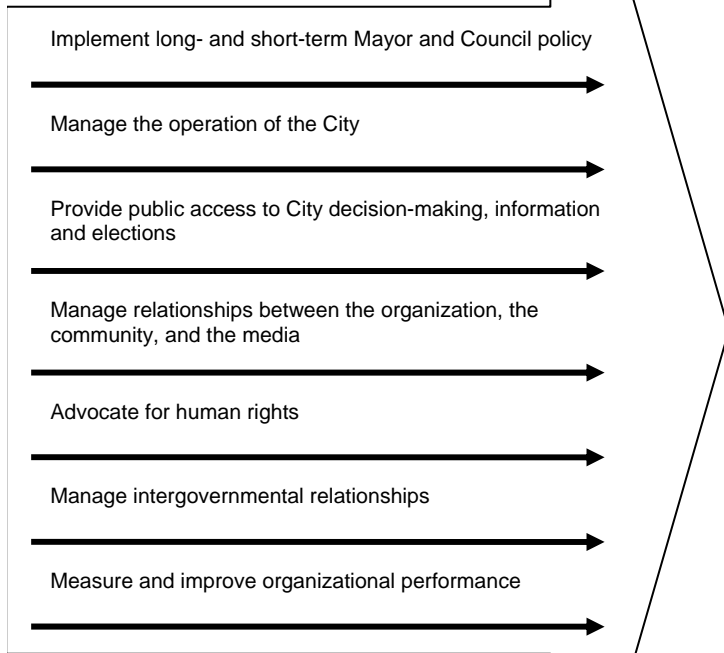 Implement long- and short-term Mayor and Council policy
Manage the operation of the City
Provide public access to City decision-making, information
and elections
Manage relationships between the organization, the
community, and the media
Advocate for human rights
Manage intergovernmental relationships
Measure and improve organizational performance